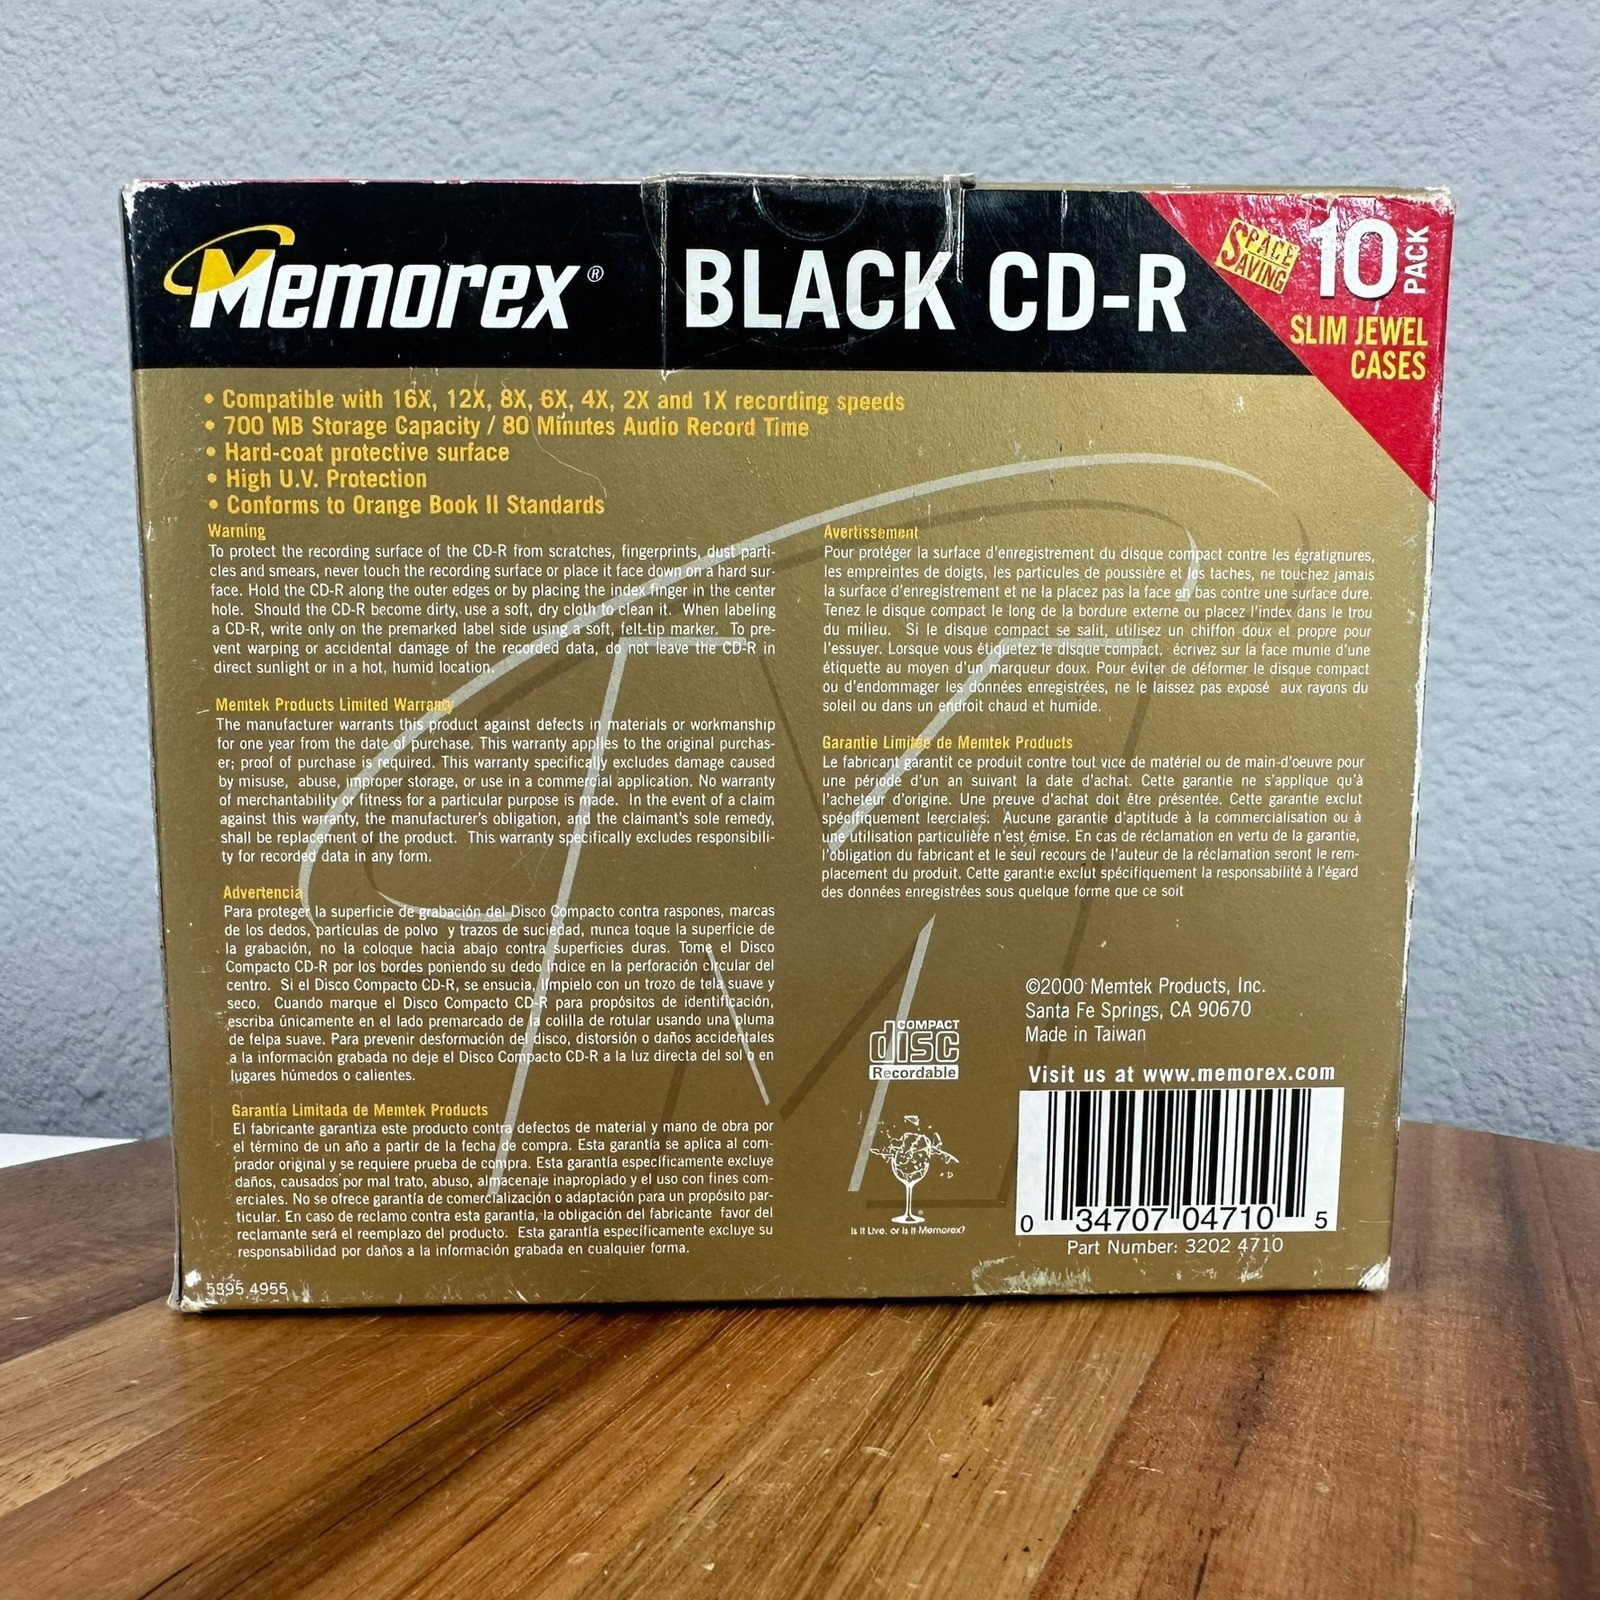 Memorex®
BLACK CD-R
SPACE
SAVING
10
PACK
SLIM JEWEL
CASES
• Compatible with 16X, 12X, 8X, 6X, 4X, 2X and 1X recording speeds
• 700 MB Storage Capacity / 80 Minutes Audio Record Time
• Hard-coat protective surface
• High U.V. Protection
• Conforms to Orange Book II Standards
Warning
To protect the recording surface of the CD-R from scratches, fingerprints, dust parti-
cles and smears, never touch the recording surface or place it face down on a hard sur-
face. Hold the CD-R along the outer edges or by placing the index finger in the center
hole. Should the CD-R become dirty, use a soft, dry cloth to clean it. When labeling
a CD-R, write only on the premarked label side using a soft, felt-tip marker. To pre-
vent warping or accidental damage of the recorded data, do not leave the CD-R in
direct sunlight or in a hot, humid location.
Memtek Products Limited Warranty
The manufacturer warrants this product against defects in materials or workmanship
for one year from the date of purchase. This warranty applies to the original purchas-
er; proof of purchase is required. This warranty specifically excludes damage caused
by misuse, abuse, improper storage, or use in a commercial application. No warranty
of merchantability or fitness for a particular purpose is made. In the event of a claim
against this warranty, the manufacturer's obligation, and the claimant's sole remedy,
shall be replacement of the product. This warranty specifically excludes responsibili-
ty for recorded data in any form.
Advertencia
Para proteger la superficie de grabación del Disco Compacto contra raspones, marcas
de los dedos, partículas de polvo y trazos de suciedad, nunca toque la superficie de
la grabación, no la coloque hacia abajo contra superficies duras. Tome el Disco
Compacto CD-R por los bordes poniendo su dedo índice en la perforación circular del
centro. Si el Disco Compacto CD-R, se ensucia, límpielo con un trozo de tela suave y
seco. Cuando marque el Disco Compacto CD-R para propósitos de identificación,
escriba únicamente en el lado premarcado de la colilla de rotular usando una pluma
de felpa suave. Para prevenir desformación del disco, distorsión o daños accidentales
a la información grabada no deje el Disco Compacto CD-R a la luz directa del sol o en
lugares húmedos o calientes.
Garantía Limitada de Memtek Products
El fabricante garantiza este producto contra defectos de material y mano de obra por
el término de un año a partir de la fecha de compra. Esta garantía se aplica al com-
prador original y se requiere prueba de compra. Esta garantía específicamente excluye
daños, causados por mal trato, abuso, almacenaje inapropiado y el uso con fines com-
erciales. No se ofrece garantía de comercialización o adaptación para un propósito par-
ticular. En caso de reclamo contra esta garantía, la obligación del fabricante favor del
reclamante será el reemplazo del producto. Esta garantía específicamente excluye su
responsabilidad por daños a la información grabada en cualquier forma.
5395 4955
Avertissement
Pour protéger la surface d'enregistrement du disque compact contre les égratignures,
les empreintes de doigts, les particules de poussière et les taches, ne touchez jamais
la surface d'enregistrement et ne la placez pas la face en bas contre une surface dure.
Tenez le disque compact le long de la bordure externe ou placez l'index dans le trou
du milieu. Si le disque compact se salit, utilisez un chiffon doux et propre pour
l'essuyer. Lorsque vous étiquetez le disque compact, écrivez sur la face munie d'une
étiquette au moyen d'un marqueur doux. Pour éviter de déformer le disque compact
ou d'endommager les données enregistrées, ne le laissez pas exposé aux rayons du
soleil ou dans un endroit chaud et humide.
Garantie Limitée de Memtek Products
Le fabricant garantit ce produit contre tout vice de matériel ou de main-d'oeuvre pour
une période d'un an suivant la date d'achat. Cette garantie ne s'applique qu'à
l'acheteur d'origine. Une preuve d'achat doit être présentée. Cette garantie exclut
spécifiquement leerciales. Aucune garantie d'aptitude à la commercialisation ou à
une utilisation particulière n'est émise. En cas de réclamation en vertu de la garantie,
l'obligation du fabricant et le seul recours de l'auteur de la réclamation seront le rem-
placement du produit. Cette garantie exclut spécifiquement la responsabilité à l'égard
des données enregistrées sous quelque forme que ce soit
COMPACT
disc
Recordable
Is It Live, or Is It Memorex?
©2000 Memtek Products, Inc.
Santa Fe Springs, CA 90670
Made in Taiwan
Visit us at www.memorex.com
0 34707 04710 5
Part Number: 3202 4710